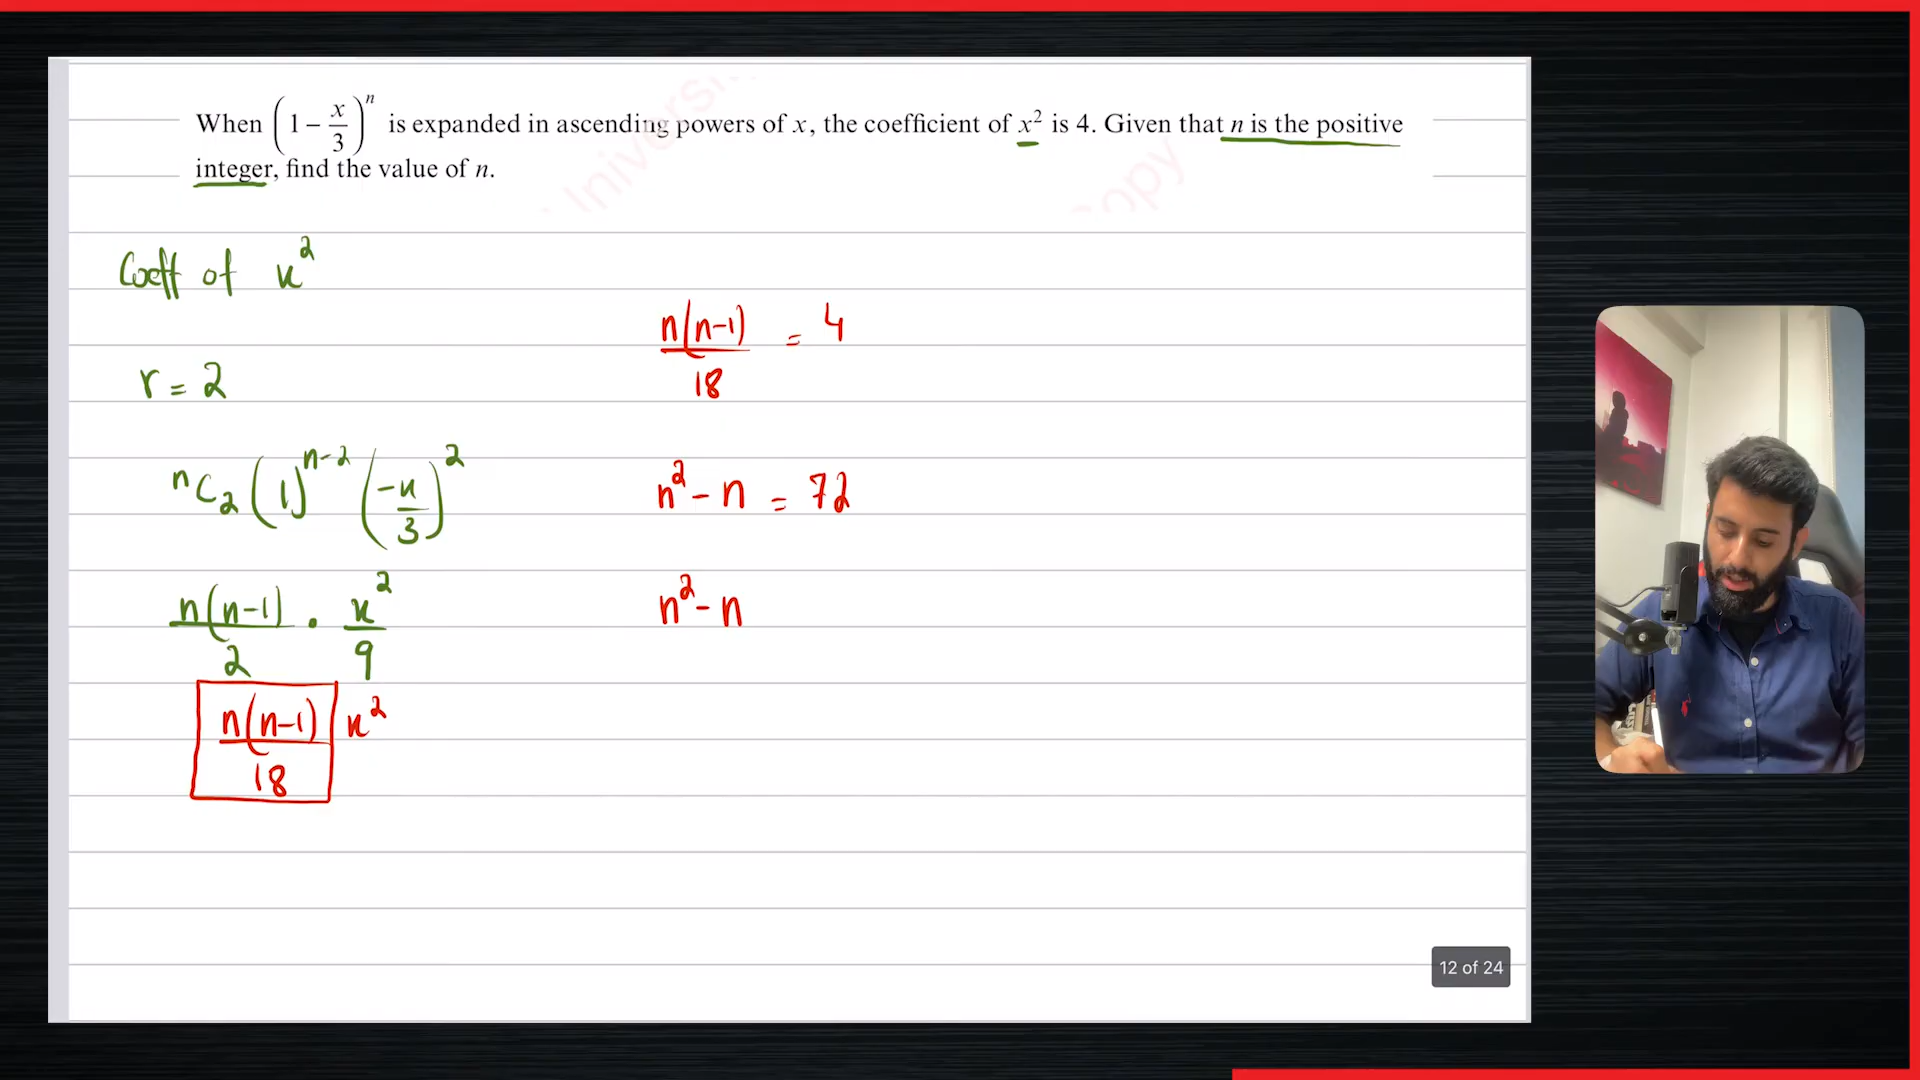 When (1 − x/3)^n is expanded in ascending powers of x, the coefficient of x² is 4. Given that n is the positive
integer, find the value of n.
Universi
Copy
Coeff of x²
r = 2
ⁿC₂ (1)^(n-2) (-x/3)²
n(n-1)/2 · x²/9
n(n-1)/18 x²
n(n-1)/18 = 4
n² - n = 72
n² - n
12 of 24